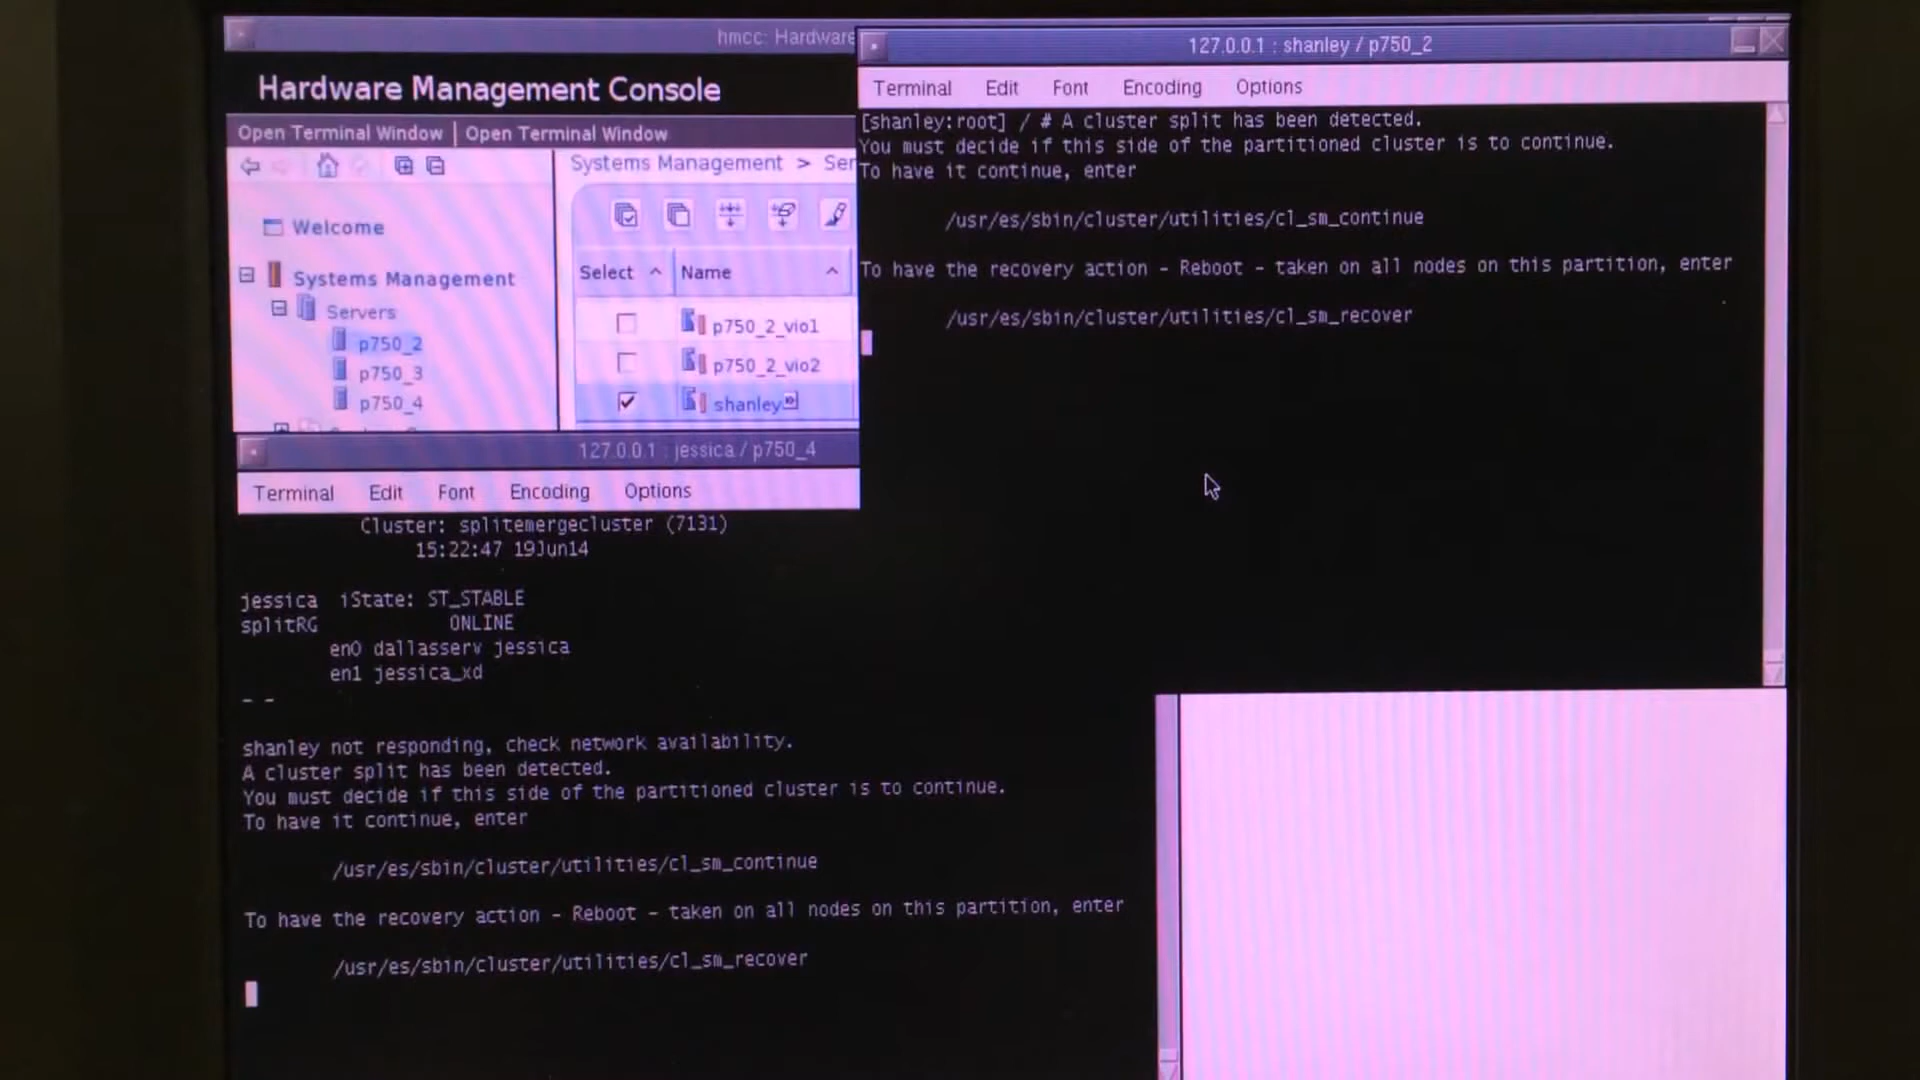 hmcc: Hardware
Hardware Management Console
Open Terminal Window | Open Terminal Window
Systems Management > Ser
Welcome
Systems Management
Servers
p750_2
p750_3
p750_4
Select Name
p750_2_vio1
p750_2_vio2
shanley
127.0.0.1 : shanley / p750_2
Terminal Edit Font Encoding Options
[shanley:root] / # A cluster split has been detected.
You must decide if this side of the partitioned cluster is to continue.
To have it continue, enter
/usr/es/sbin/cluster/utilities/cl_sm_continue
To have the recovery action - Reboot - taken on all nodes on this partition, enter
/usr/es/sbin/cluster/utilities/cl_sm_recover
127.0.0.1 : jessica / p750_4
Terminal Edit Font Encoding Options
Cluster: splitemergecluster (7131)
15:22:47 19Jun14
jessica iState: ST_STABLE
splitRG ONLINE
en0 dallasserv jessica
en1 jessica_xd
- -
shanley not responding, check network availability.
A cluster split has been detected.
You must decide if this side of the partitioned cluster is to continue.
To have it continue, enter
/usr/es/sbin/cluster/utilities/cl_sm_continue
To have the recovery action - Reboot - taken on all nodes on this partition, enter
/usr/es/sbin/cluster/utilities/cl_sm_recover